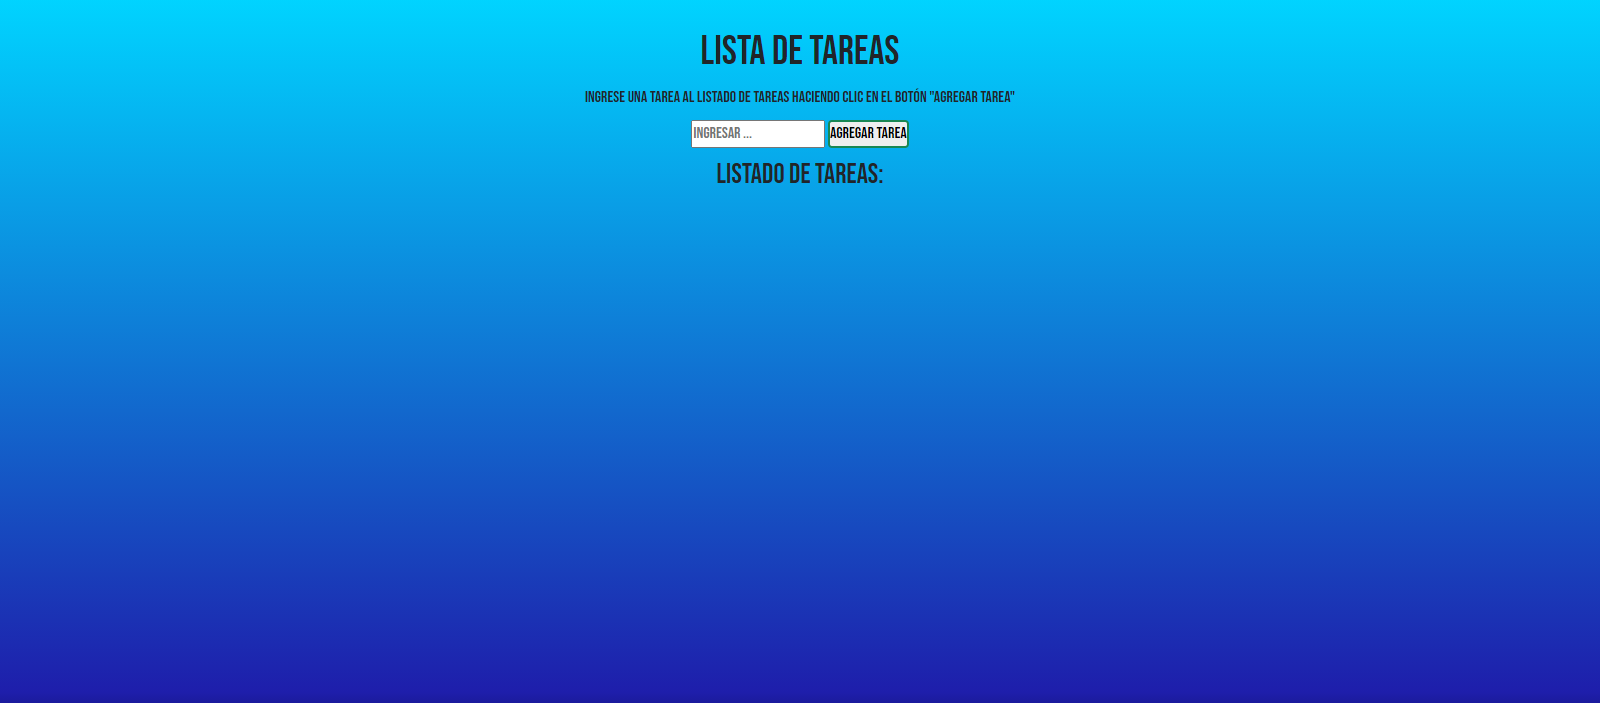 LISTA DE TAREAS
INGRESE UNA TAREA AL LISTADO DE TAREAS HACIENDO CLIC EN EL BOTÓN "AGREGAR TAREA"
INGRESAR ... AGREGAR TAREA
LISTADO DE TAREAS: